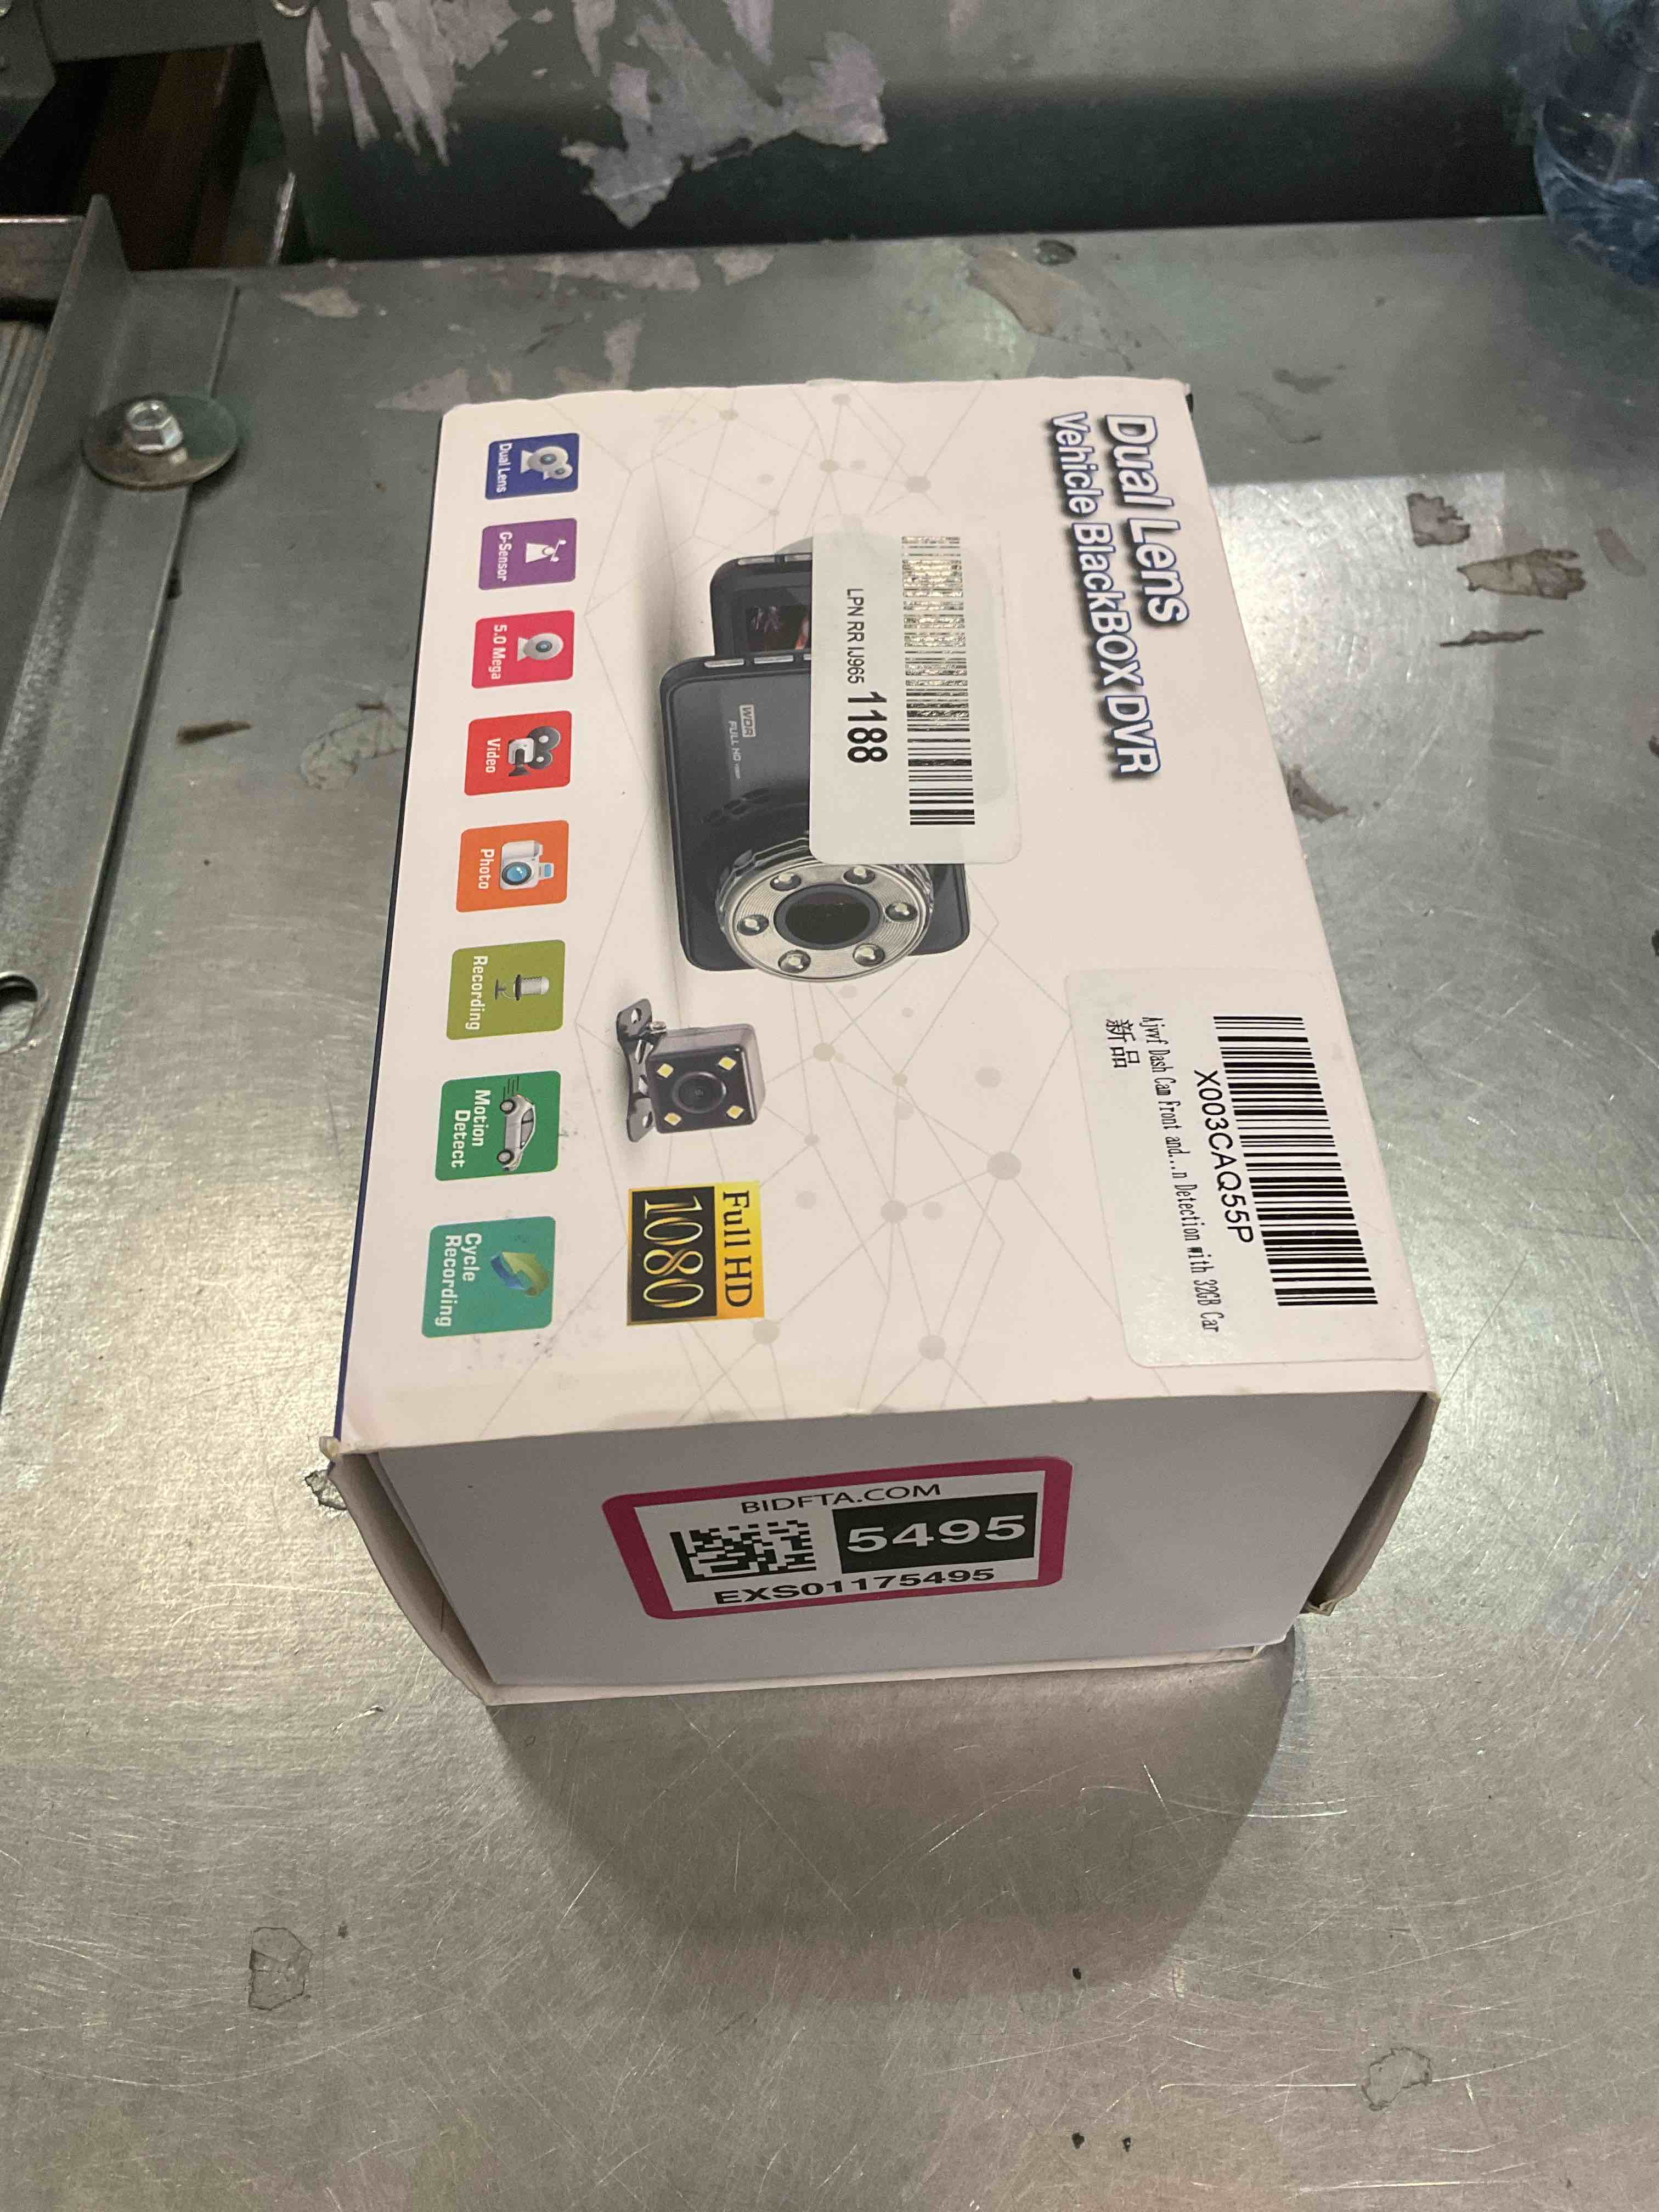 Dual Lens
Vehicle BlackBOX DVR
X003CAQ55P
Ajvvf Dash Cam Front and...n Detection with 32GB Car
新品
LPN RR IJ965 1188
WDR
FULL HD 1080P
Full HD
1080
Dual Lens
G-Sensor
5.0 Mega
Video
Photo
Recording
Motion
Detect
Cycle
Recording
BIDFTA.COM
5495
EXS01175495